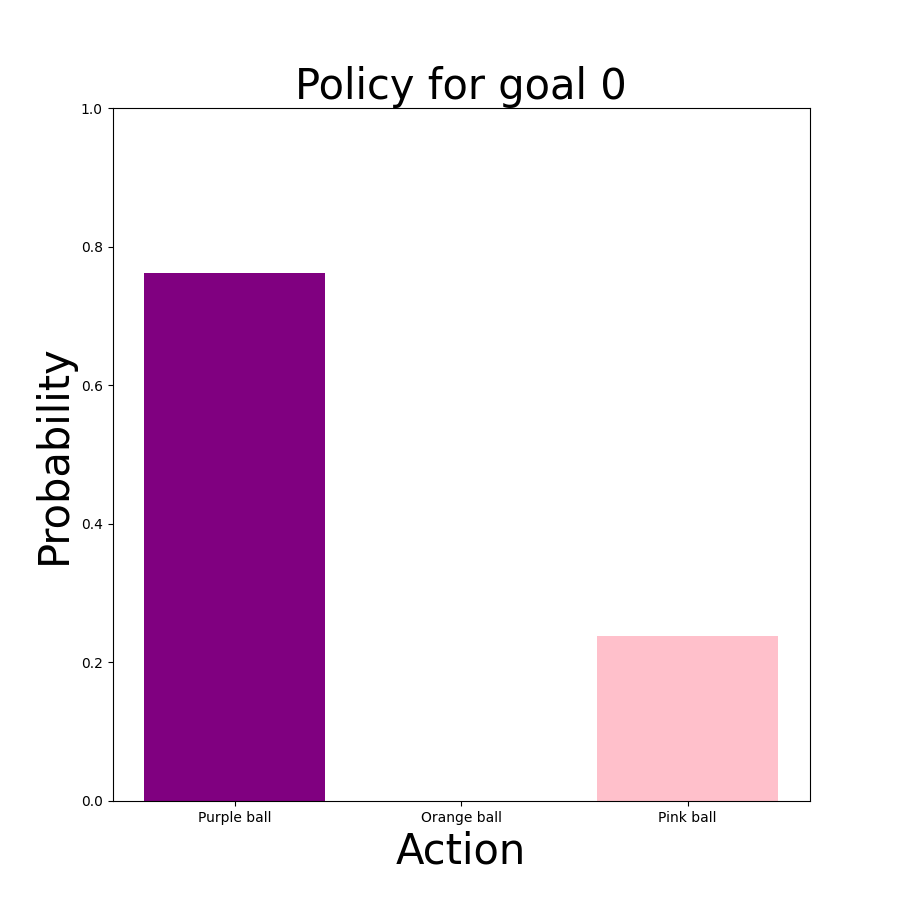 Policy for goal 0
1.0
0.8
0.6
0.4
0.2
0.0
Probability
Purple ball
Orange ball
Pink ball
Action